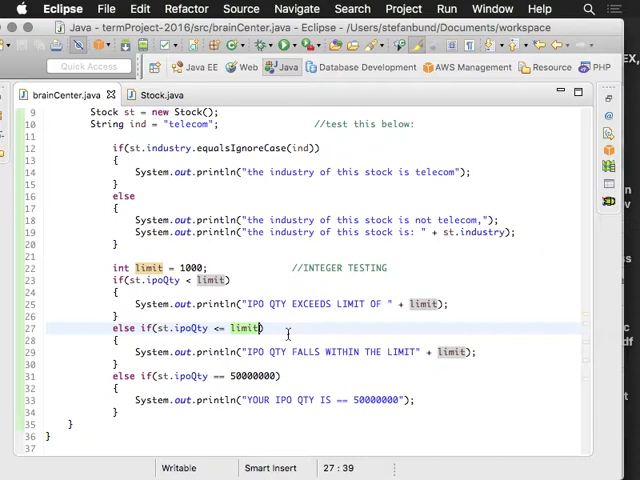 Eclipse File Edit Refactor Source Navigate Search Project Run Window Help
Java - termProject-2016/src/brainCenter.java - Eclipse - /Users/stefanbund/Documents/workspace
Quick Access Java EE Web Java Database Development AWS Management Resource PHP
brainCenter.java Stock.java
9 Stock st = new Stock();
10 String ind = "telecom"; //test this below:
11
12 if(st.industry.equalsIgnoreCase(ind))
13 {
14 System.out.println("the industry of this stock is telecom");
15 }
16 else
17 {
18 System.out.println("the industry of this stock is not telecom,");
19 System.out.println("the industry of this stock is: " + st.industry);
20 }
21
22 int limit = 1000; //INTEGER TESTING
23 if(st.ipoQty < limit)
24 {
25 System.out.println("IPO QTY EXCEEDS LIMIT OF " + limit);
26 }
27 else if(st.ipoQty <= limit)
28 {
29 System.out.println("IPO QTY FALLS WITHIN THE LIMIT" + limit);
30 }
31 else if(st.ipoQty == 50000000)
32 {
33 System.out.println("YOUR IPO QTY IS == 50000000");
34 }
35 }
36 }
37
Writable Smart Insert 27 : 39